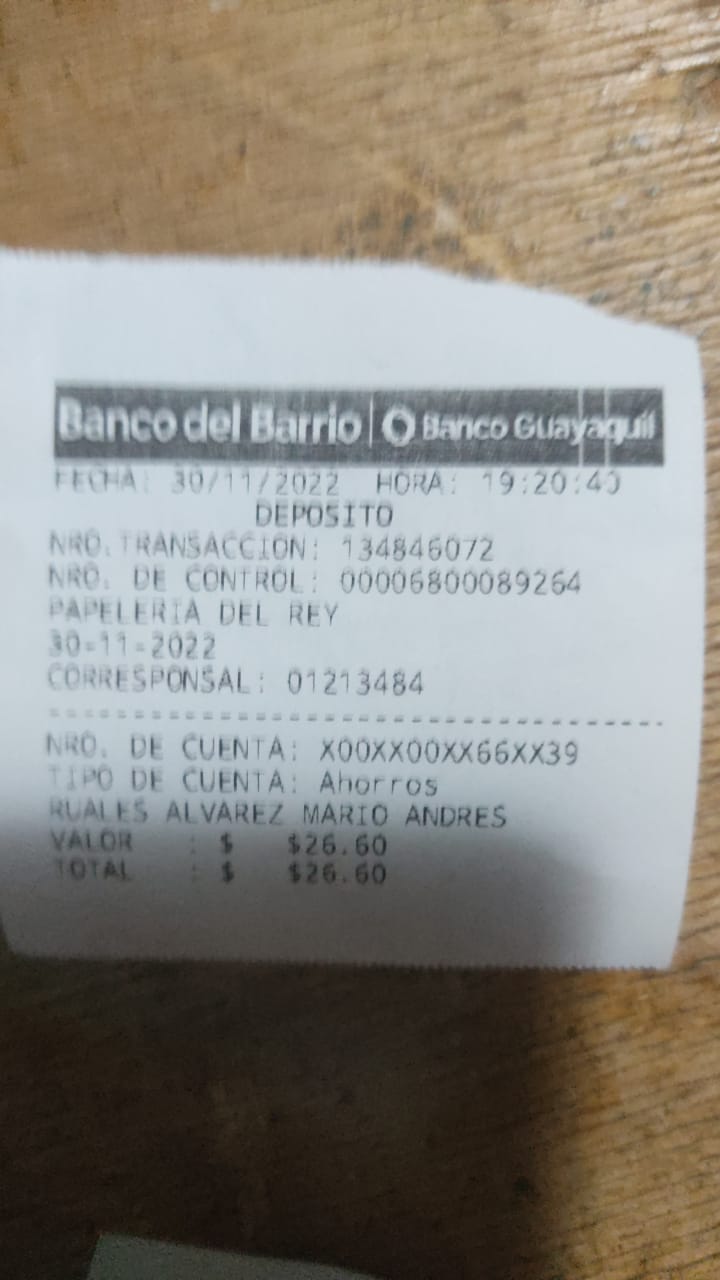 Banco del Barrio | Banco Guayaquil
FECHA: 30/11/2022 HORA: 19:20:40
DEPOSITO
NRO.TRANSACCION: 134846072
NRO. DE CONTROL: 00006800089264
PAPELERIA DEL REY
30-11-2022
CORRESPONSAL: 01213484
NRO. DE CUENTA: X00XX00XX66XX39
TIPO DE CUENTA: Ahorros
RUALES ALVAREZ MARIO ANDRES
VALOR : $ $26.60
TOTAL : $ $26.60